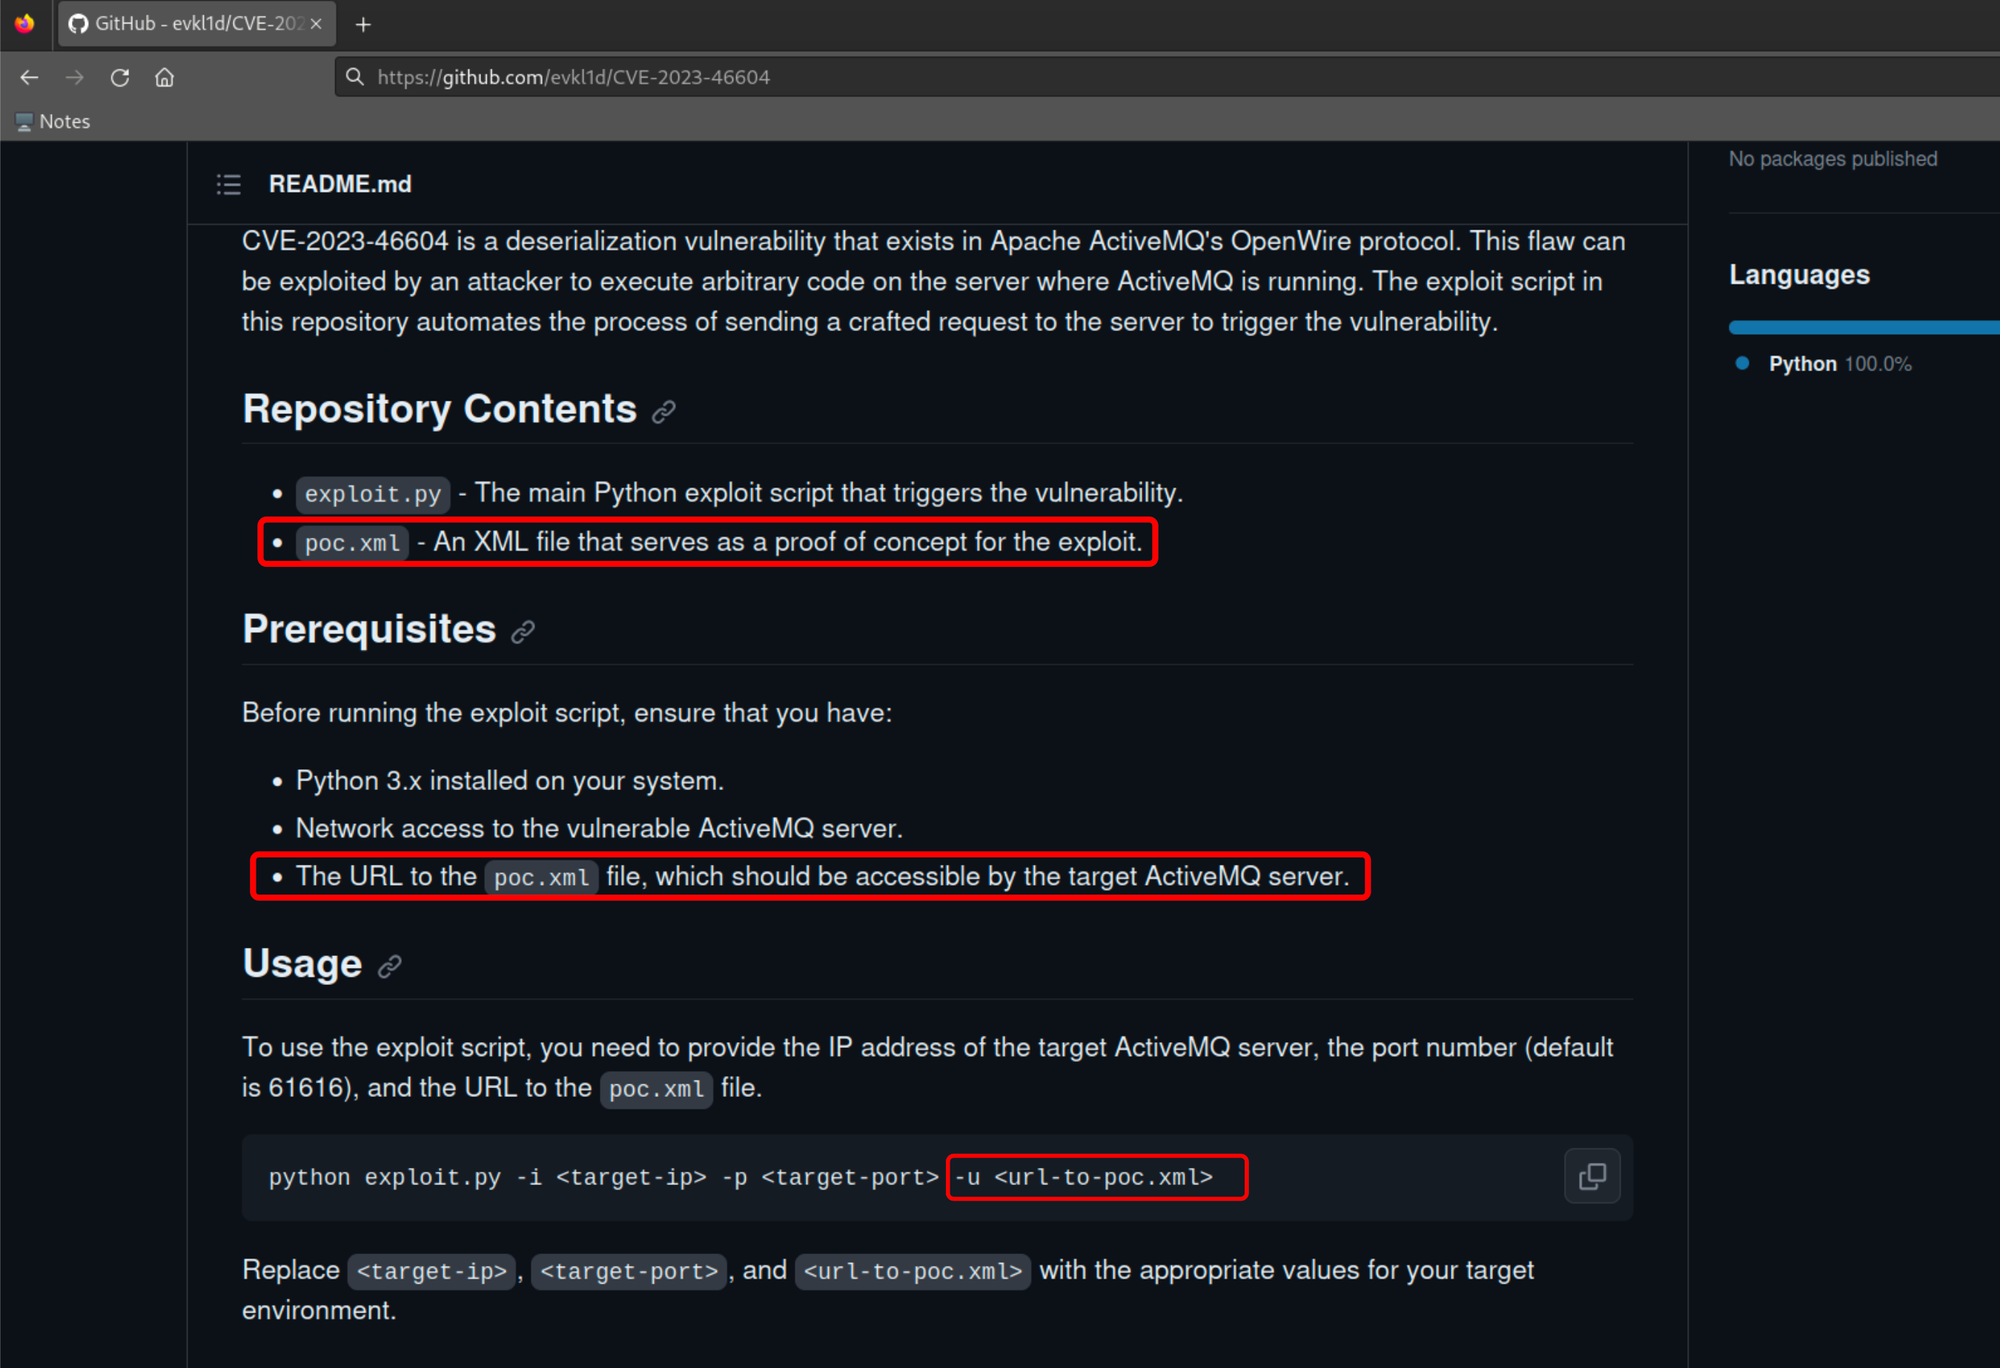 GitHub - evkl1d/CVE-202
https://github.com/evkl1d/CVE-2023-46604
Notes
README.md
No packages published
CVE-2023-46604 is a deserialization vulnerability that exists in Apache ActiveMQ's OpenWire protocol. This flaw can
be exploited by an attacker to execute arbitrary code on the server where ActiveMQ is running. The exploit script in
this repository automates the process of sending a crafted request to the server to trigger the vulnerability.
Languages
Python 100.0%
Repository Contents
• exploit.py - The main Python exploit script that triggers the vulnerability.
• poc.xml - An XML file that serves as a proof of concept for the exploit.
Prerequisites
Before running the exploit script, ensure that you have:
• Python 3.x installed on your system.
• Network access to the vulnerable ActiveMQ server.
• The URL to the poc.xml file, which should be accessible by the target ActiveMQ server.
Usage
To use the exploit script, you need to provide the IP address of the target ActiveMQ server, the port number (default
is 61616), and the URL to the poc.xml file.
python exploit.py -i <target-ip> -p <target-port> -u <url-to-poc.xml>
Replace <target-ip>, <target-port>, and <url-to-poc.xml> with the appropriate values for your target
environment.